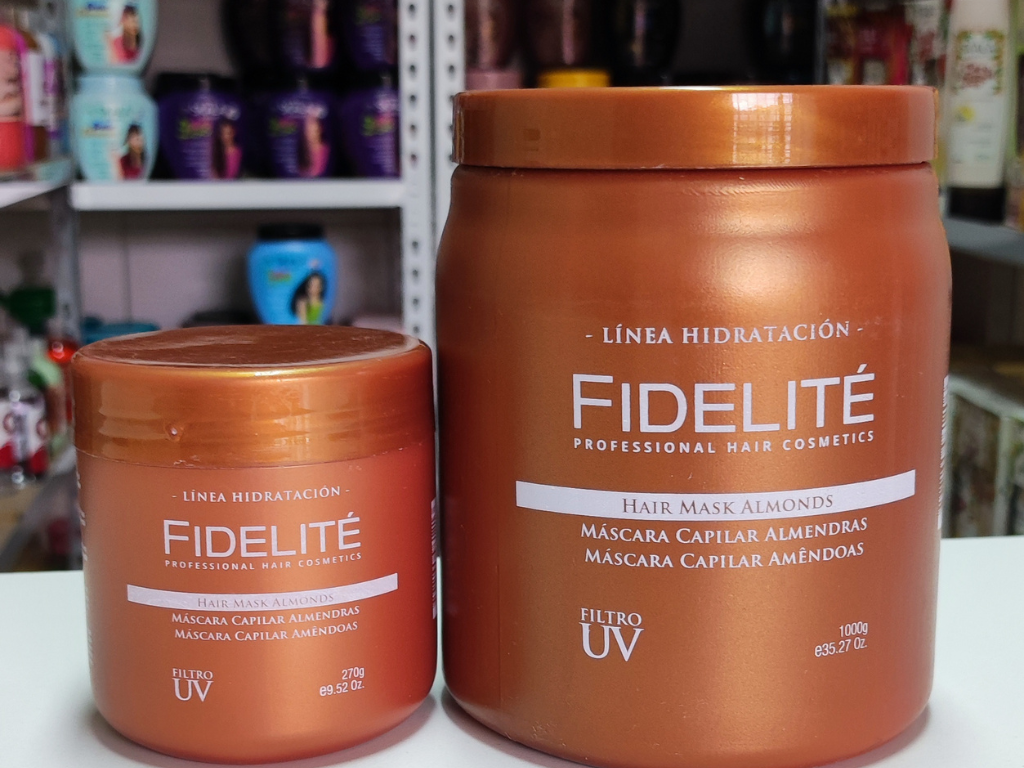 - LÍNEA HIDRATACIÓN -
FIDELITÉ
PROFESSIONAL HAIR COSMETICS
HAIR MASK ALMONDS
MÁSCARA CAPILAR ALMENDRAS
MÁSCARA CAPILAR AMÊNDOAS
FILTRO
UV
270g
e9.52 Oz.
- LÍNEA HIDRATACIÓN -
FIDELITÉ
PROFESSIONAL HAIR COSMETICS
HAIR MASK ALMONDS
MÁSCARA CAPILAR ALMENDRAS
MÁSCARA CAPILAR AMÊNDOAS
FILTRO
UV
1000g
e35.27 Oz.